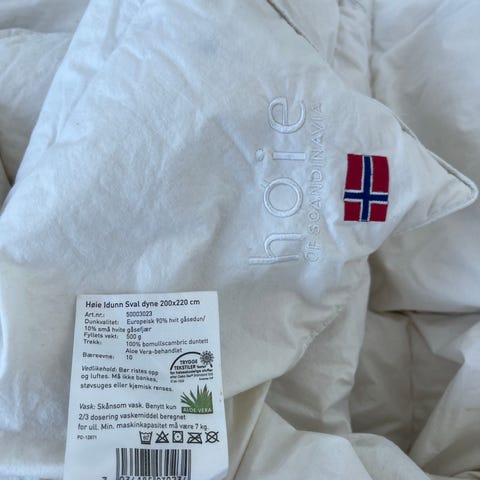 høie
OF SCANDINAVIA
Høie Idunn Sval dyne 200x220 cm
Art.nr.: 50003023
Dunkvalitet: Europeisk 90% hvit gåsedun/
10% små hvite gåsefjær
Fyllets vekt: 500 g
Trekk: 100% bomullscambric duntett
Aloe Vera-behandlet
Bæreevne: 10
Vedlikehold: Bør ristes opp
og luftes. Må ikke bankes,
støvsuges eller kjemisk renses.
TRYGGE
TEKSTILER
ALOE VERA
Vask: Skånsom vask. Benytt kun
2/3 dosering vaskemiddel beregnet
for ull. Min. maskinkapasitet må være 7 kg.